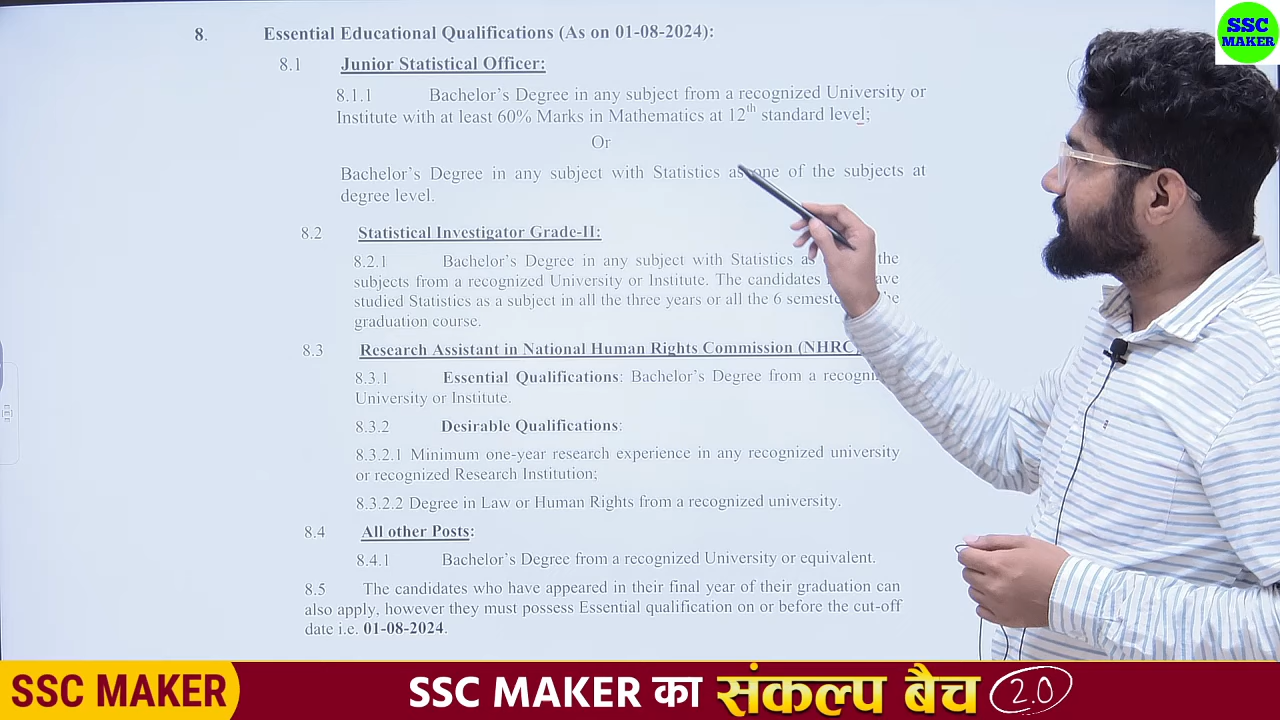 SSC
MAKER
8. Essential Educational Qualifications (As on 01-08-2024):
8.1 Junior Statistical Officer:
8.1.1 Bachelor's Degree in any subject from a recognized University or
Institute with at least 60% Marks in Mathematics at 12th standard level;
Or
Bachelor's Degree in any subject with Statistics as one of the subjects at
degree level.
8.2 Statistical Investigator Grade-II:
8.2.1 Bachelor's Degree in any subject with Statistics as the
subjects from a recognized University or Institute. The candidates
studied Statistics as a subject in all the three years or all the 6
graduation course.
8.3 Research Assistant in National Human Rights Commission (NHRC)
8.3.1 Essential Qualifications: Bachelor's Degree from a
University or Institute.
8.3.2 Desirable Qualifications:
8.3.2.1 Minimum one-year research experience in any recognized university
or recognized Research Institution;
8.3.2.2 Degree in Law or Human Rights from a recognized university.
8.4 All other Posts:
8.4.1 Bachelor's Degree from a recognized University or equivalent.
8.5 The candidates who have appeared in their final year of their graduation can
also apply, however they must possess Essential qualification on or before the cut-off
date i.e. 01-08-2024.
SSC MAKER
SSC MAKER का संकल्प बैच 2.0